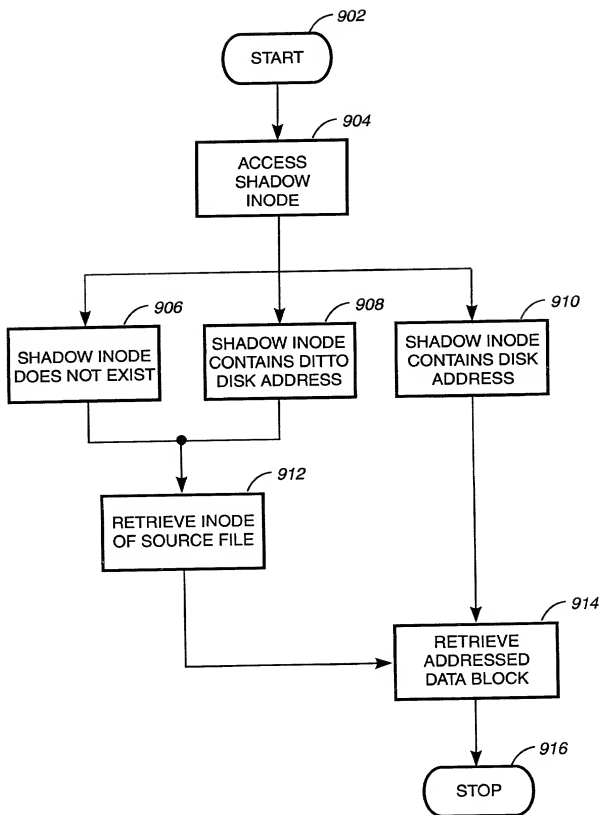 902
START
904
ACCESS
SHADOW
INODE
906
SHADOW INODE
DOES NOT EXIST
908
SHADOW INODE
CONTAINS DITTO
DISK ADDRESS
910
SHADOW INODE
CONTAINS DISK
ADDRESS
912
RETRIEVE INODE
OF SOURCE FILE
914
RETRIEVE
ADDRESSED
DATA BLOCK
916
STOP